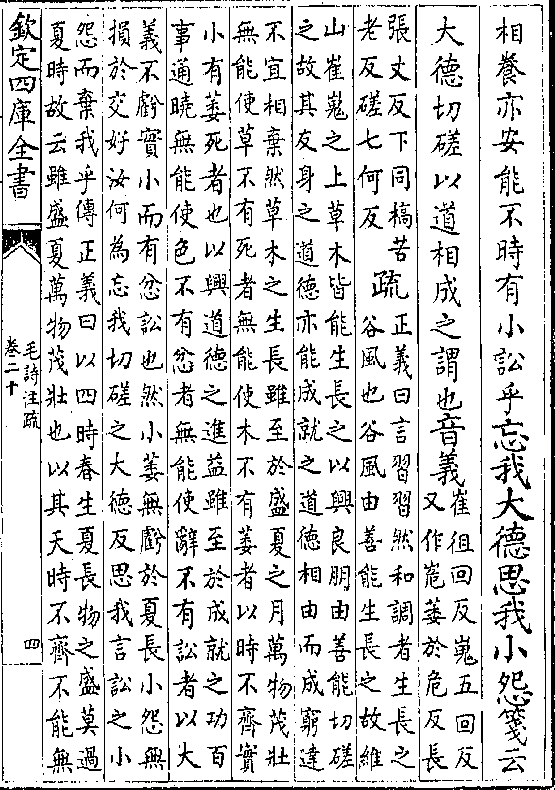 相養亦安能不時有小訟乎忘我大德思我小怨箋云
大德切磋以道相成之謂也音義
崔徂回反嵬五回反
又作嵬萎於危反長
張丈反下同槁苦
老反磋七何反
疏
正義曰言習習然和調者生長之
谷風也谷風由善能生長之故維
山崔嵬之上草木皆能生長之以興良朋由善能切磋
之故其友身之道德亦能成就之道德相由而成窮達
不宜相棄然草木之生長雖至於盛夏之月萬物茂壯
無能使草不有死者無能使木不有萎者以時不齊實
小有萎死者也以興道德之進益雖至於成就之功百
事通曉無能使色不有忿者無能使辭不有訟者以大
義不虧實小而有忿訟也然小萎無虧於夏長小怨無
損於交好汝何為忘我切磋之大德反思我言訟之小
怨而棄我乎傳正義曰以四時春生夏長物之盛莫過
夏時故云雖盛夏萬物茂壯也以其天時不齊不能無
欽定四庫全書
毛詩注疏
卷二十
四